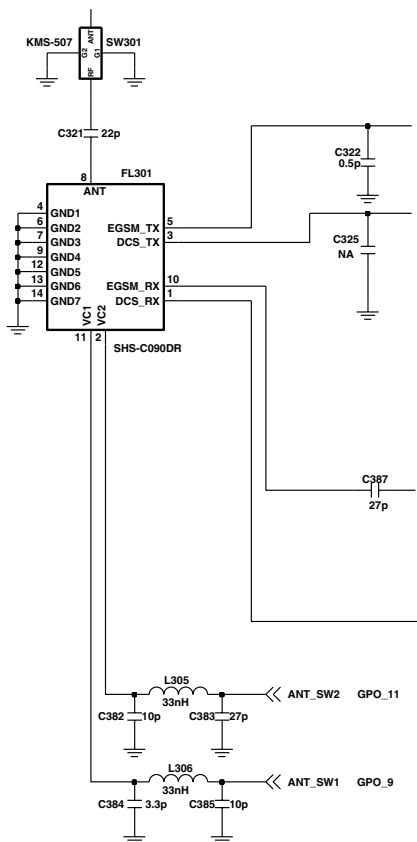 KMS-507 SW301
ANT
G2 G1
RF
C321 22p
8 FL301
ANT
C322
0.5p
4 GND1
6 GND2 EGSM_TX 5
7 GND3 DCS_TX 3
9 GND4
12 GND5
13 GND6 EGSM_RX 10
14 GND7 DCS_RX 1
C325
NA
VC1 VC2
11 2
SHS-C090DR
C387
27p
L305
33nH
ANT_SW2 GPO_11
C382 10p C383 27p
L306
33nH
ANT_SW1 GPO_9
C384 3.3p C385 10p